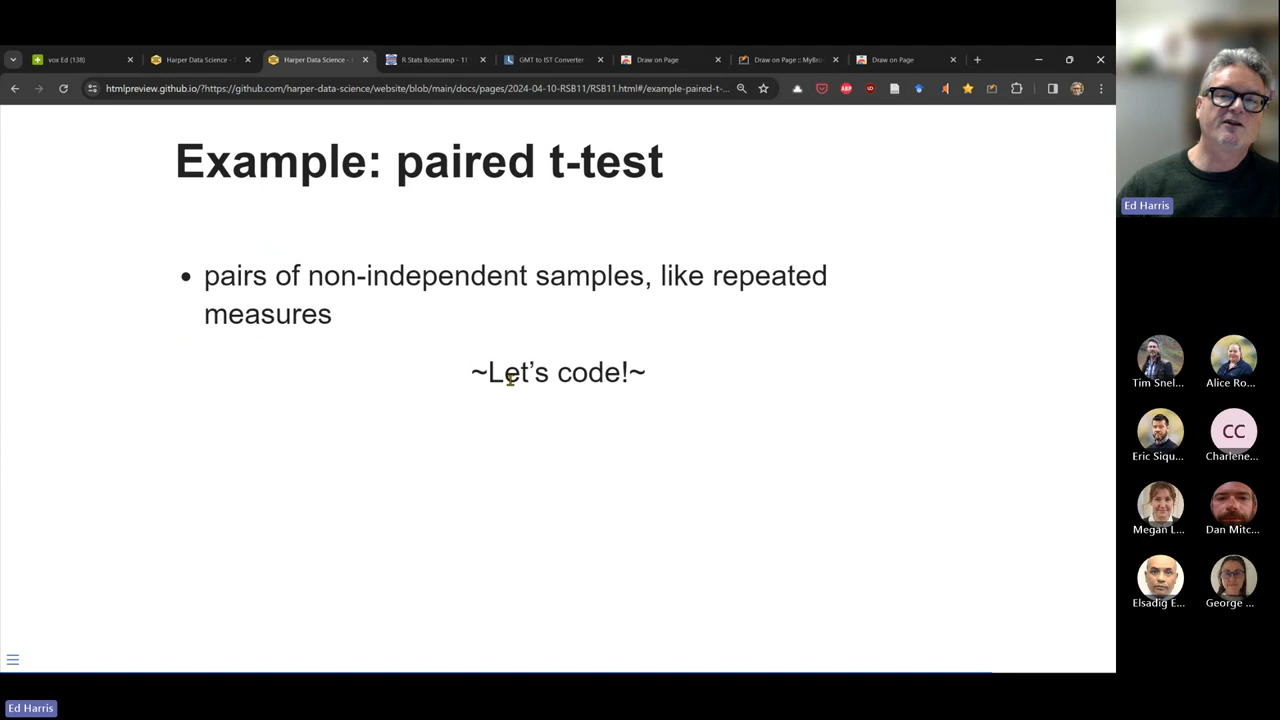 vox Ed (138)
Harper Data Science -
Harper Data Science -
R Stats Bootcamp - 1
GMT to IST Converter
Draw on Page
Draw on Page :: MyBro
Draw on Page
htmlpreview.github.io/?https://github.com/harper-data-science/website/blob/main/docs/pages/2024-04-10-RSB11/RSB11.html#/example-paired-t-...
Example: paired t-test
• pairs of non-independent samples, like repeated
measures
~Let's code!~
Ed Harris
Tim Snel...
Alice Ro...
Eric Siqu...
CC
Charlene...
Megan L...
Dan Mitc...
Elsadig E...
George ...
Ed Harris